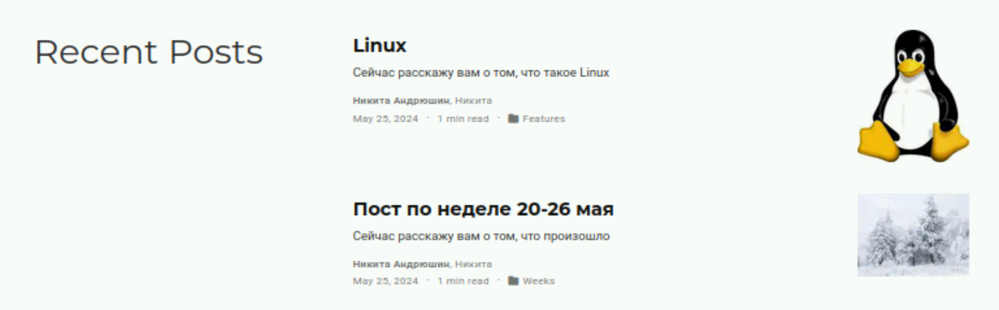 Recent Posts
Linux
Сейчас расскажу вам о том, что такое Linux
Никита Андрюшин, Никита
May 25, 2024 · 1 min read · Features
Пост по неделе 20-26 мая
Сейчас расскажу вам о том, что произошло
Никита Андрюшин, Никита
May 25, 2024 · 1 min read · Weeks